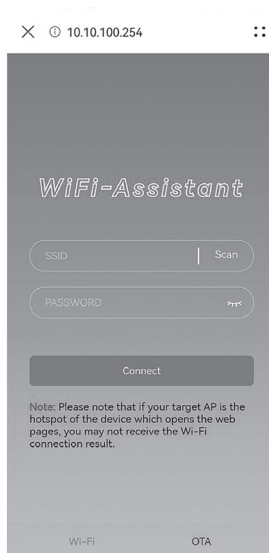 10.10.100.254
WiFi-Assistant
SSID Scan
PASSWORD
Connect
Note: Please note that if your target AP is the
hotspot of the device which opens the web
pages, you may not receive the Wi-Fi
connection result.
Wi-Fi OTA